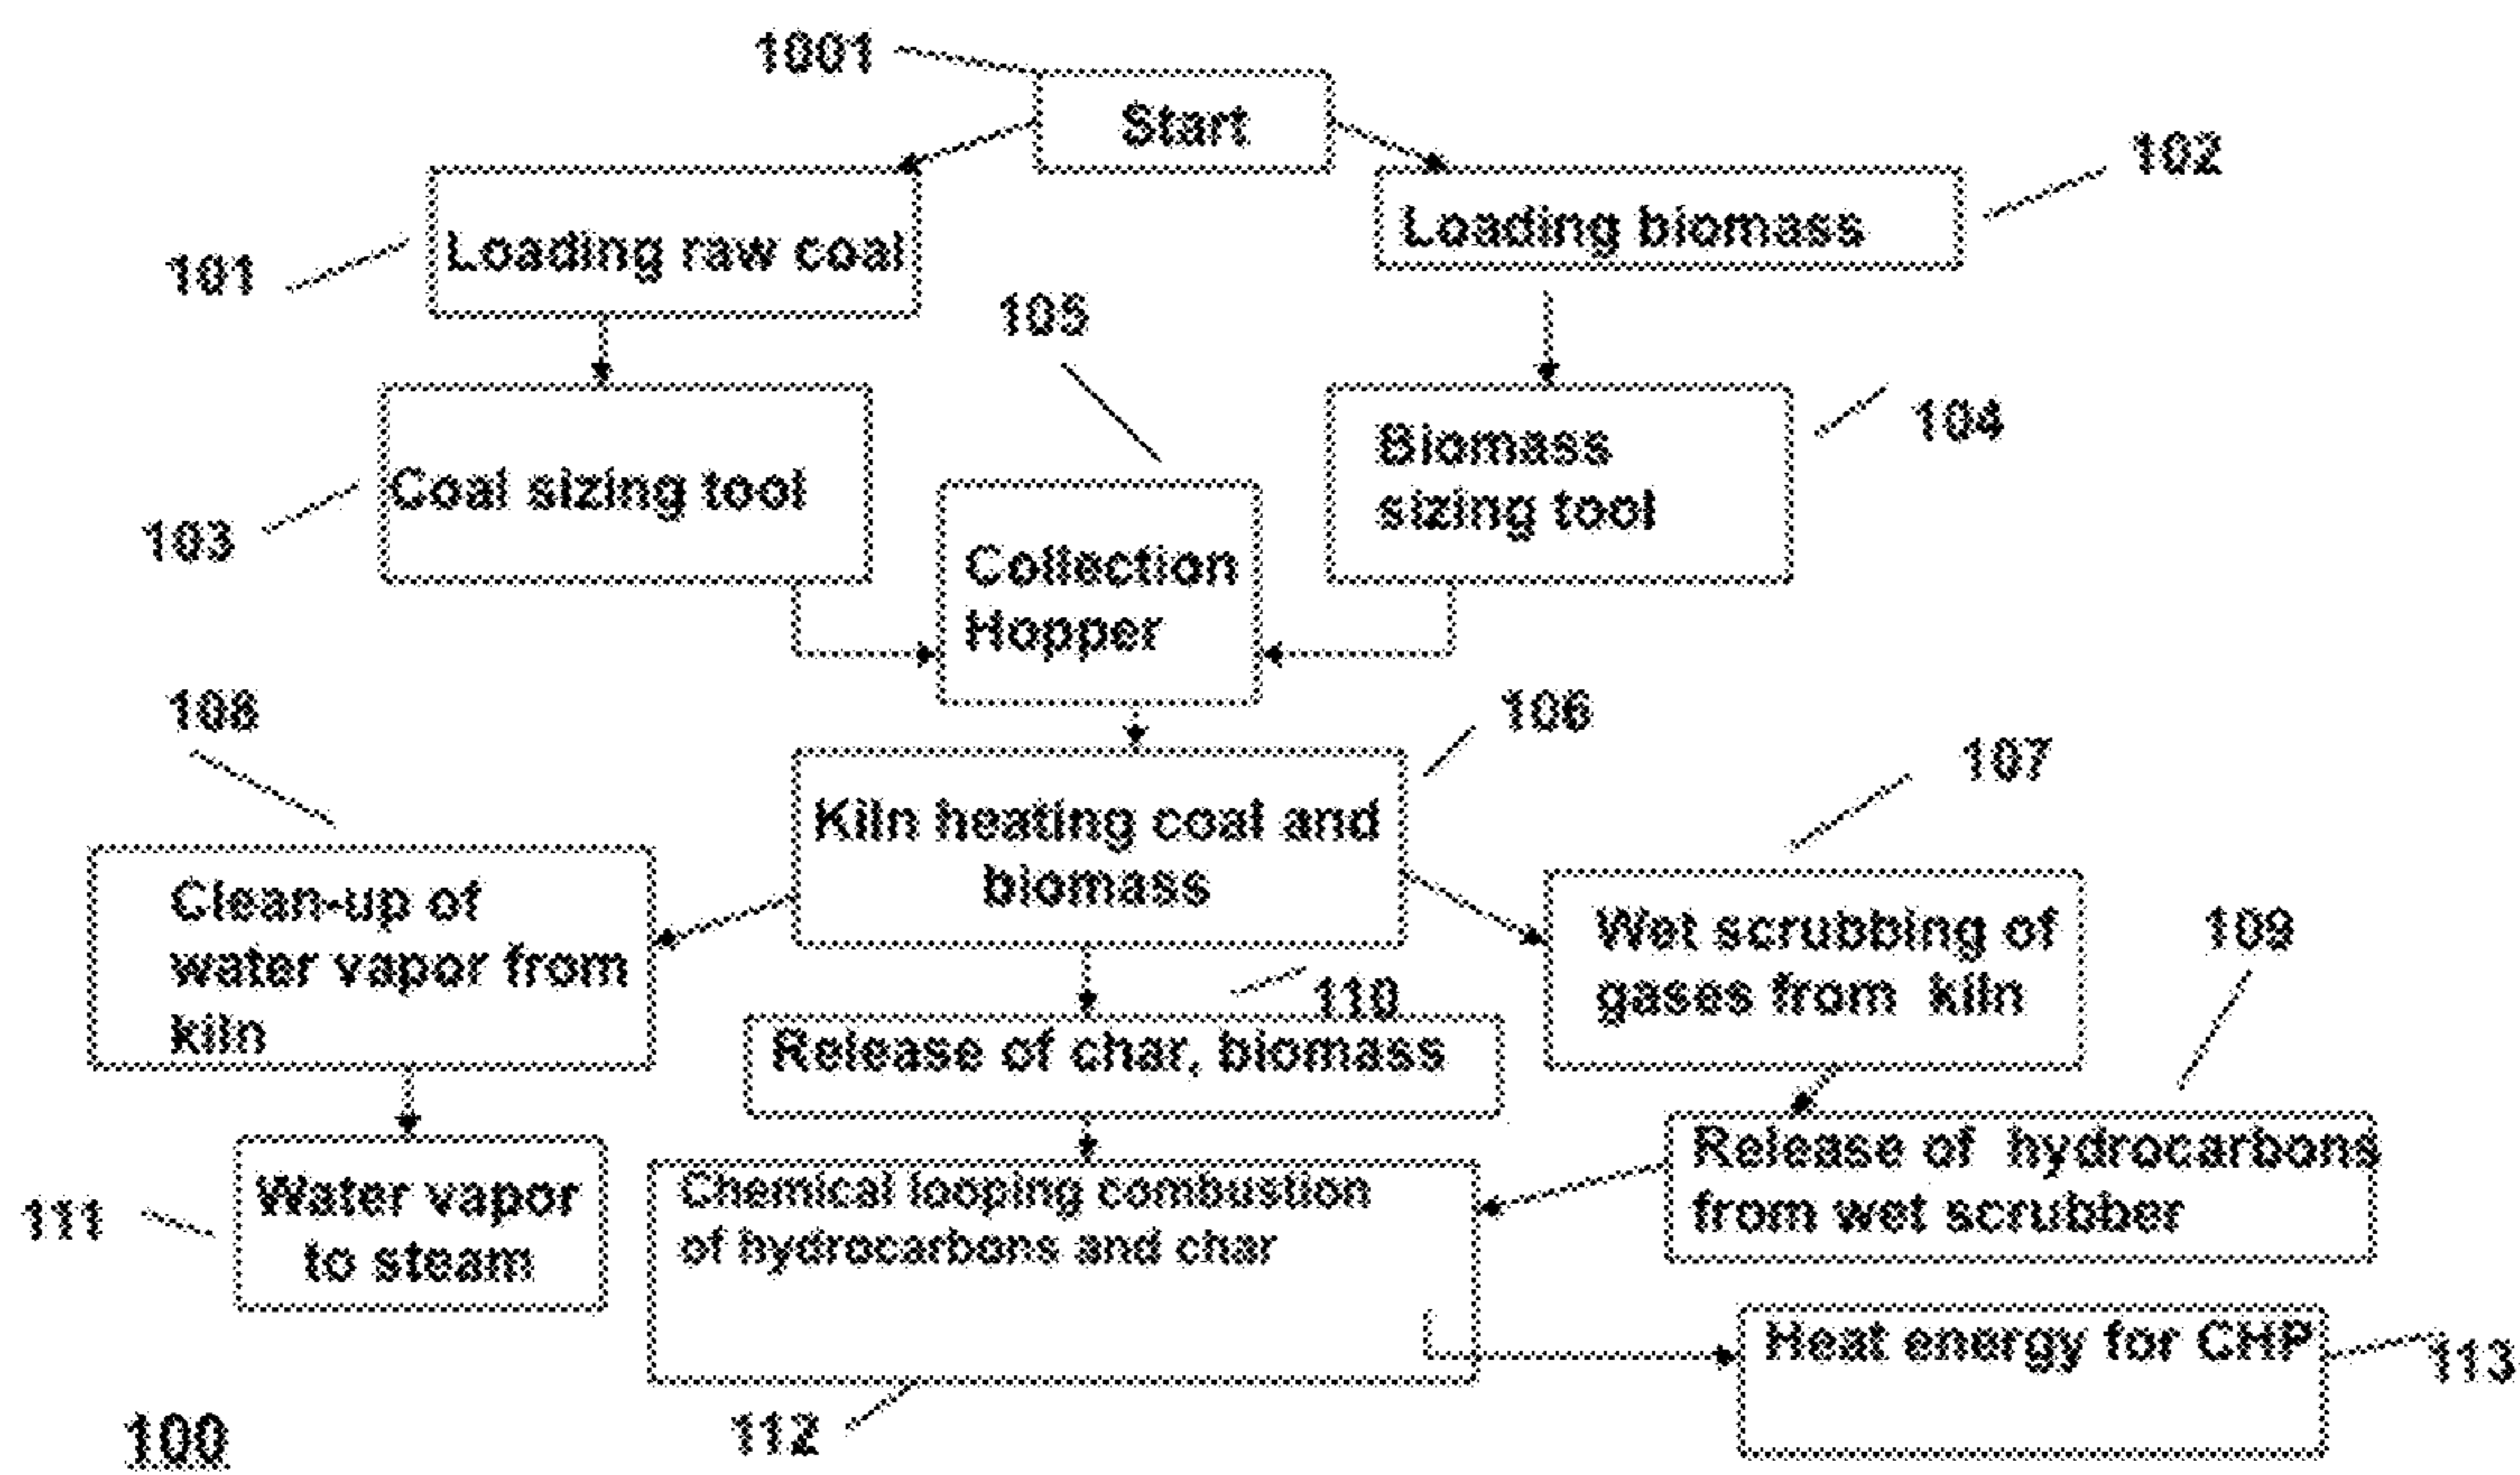 1001
Start
102
Loading raw coal
Loading biomass
101
105
104
Coal sizing tool
Biomass
sizing tool
103
Collection
Hopper
108
106
107
Kiln heating coal and
biomass
Clean-up of
water vapor from
kiln
Wet scrubbing of
gases from kiln
109
110
Release of char, biomass
Release of hydrocarbons
from wet scrubber
111
Water vapor
to steam
Chemical looping combustion
of hydrocarbons and char
Heat energy for CHP
113
112
100